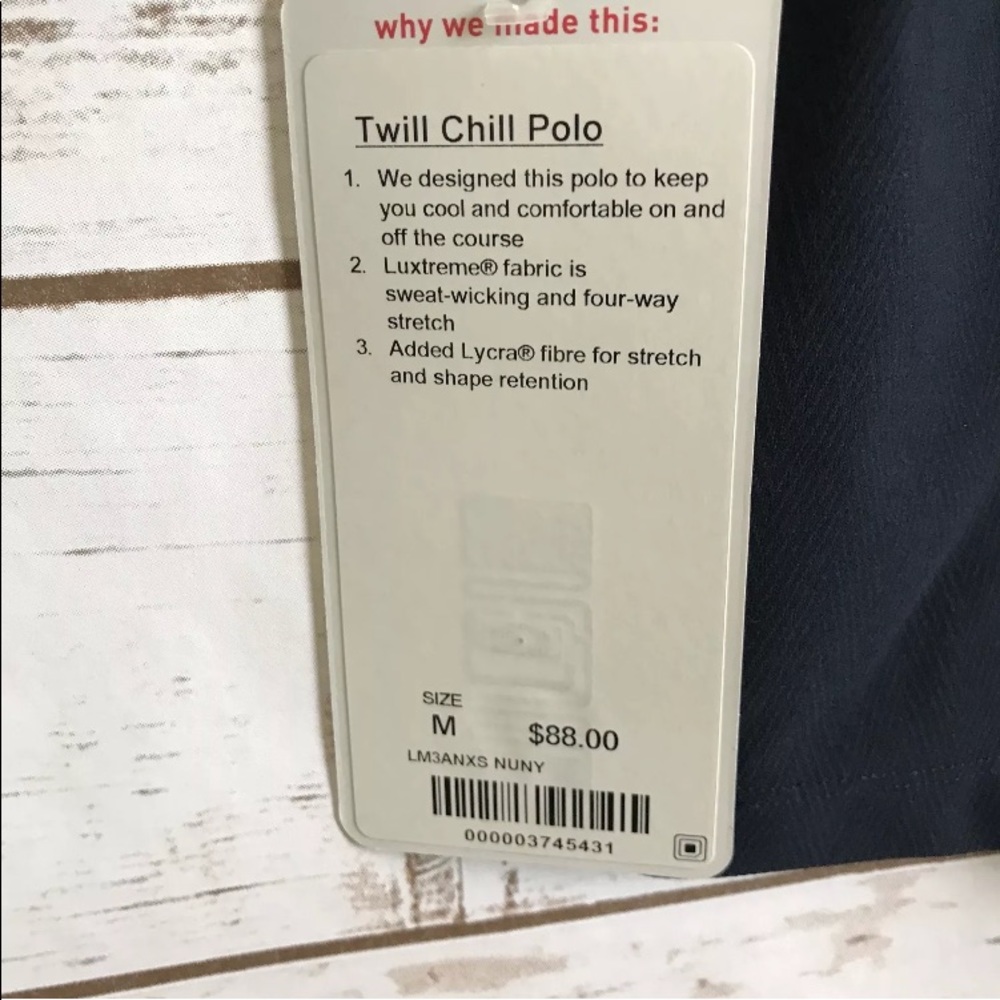 why we made this:
Twill Chill Polo
1. We designed this polo to keep
you cool and comfortable on and
off the course
2. Luxtreme® fabric is
sweat-wicking and four-way
stretch
3. Added Lycra® fibre for stretch
and shape retention
SIZE
M $88.00
LM3ANXS NUNY
000003745431